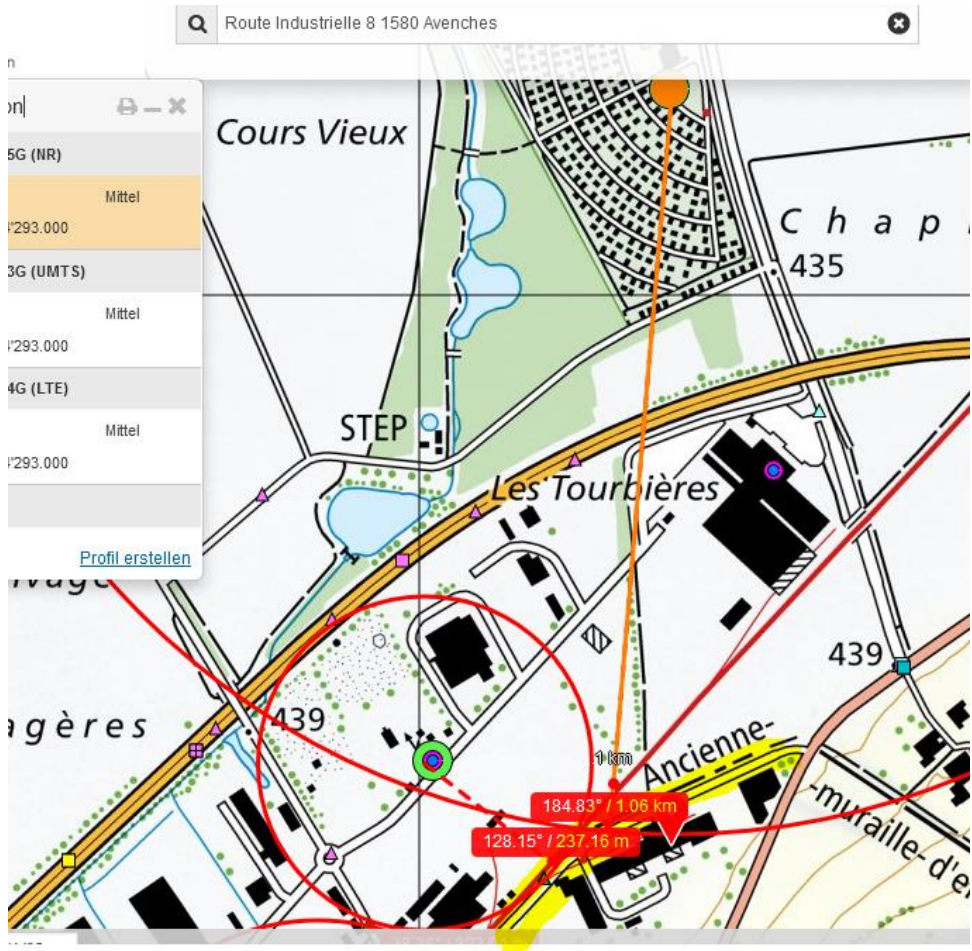 Route Industrielle 8 1580 Avenches
n
on
5G (NR)
Mittel
'293.000
3G (UMTS)
Mittel
'293.000
4G (LTE)
Mittel
'293.000
Profil erstellen
Cours Vieux
Chap
435
STEP
Les Tourbières
439
agères
439
1 km
Ancienne-
184.83° / 1.06 km
128.15° / 237.16 m
-muraille-d'e